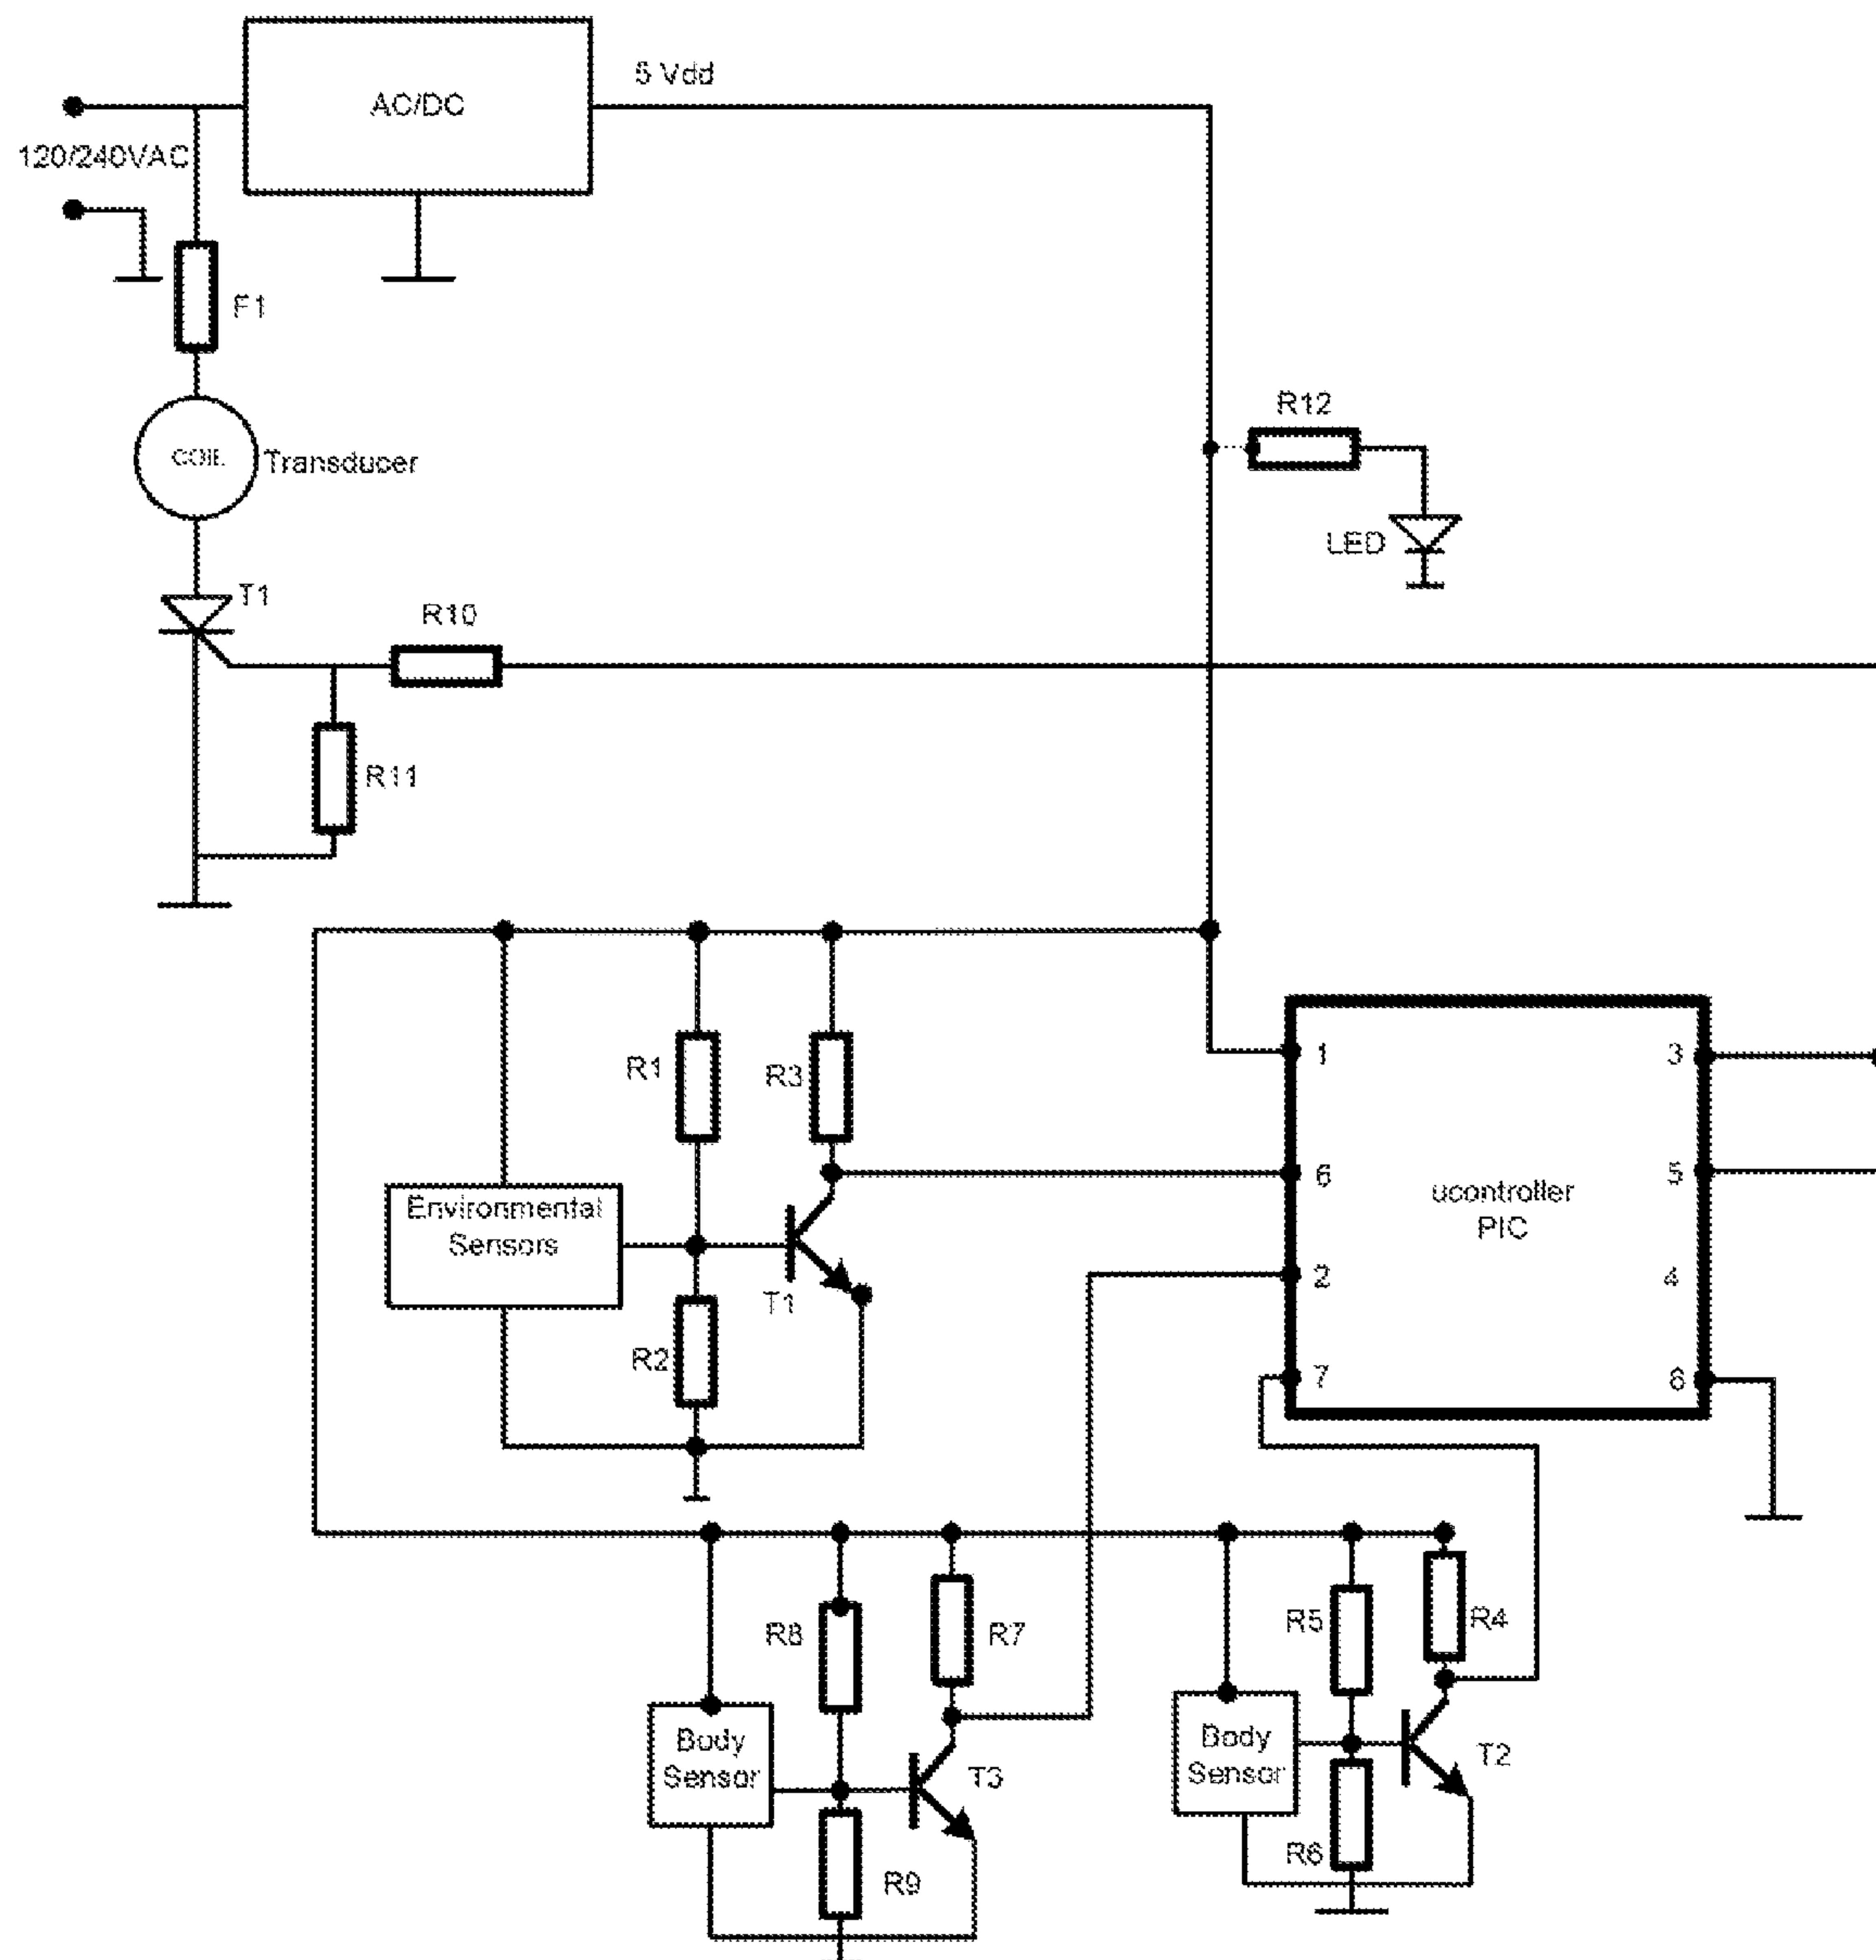 5 Vdd
AC/DC
120/240VAC
F1
R12
COIL
Transducer
LED
T1
R10
R11
R1
R3
1
3
6
5
ucontroller
PIC
Environmental
Sensors
2
4
T1
R2
7
8
R8
R7
R5
R4
Body
Sensor
T3
Body
Sensor
T2
R6
R9